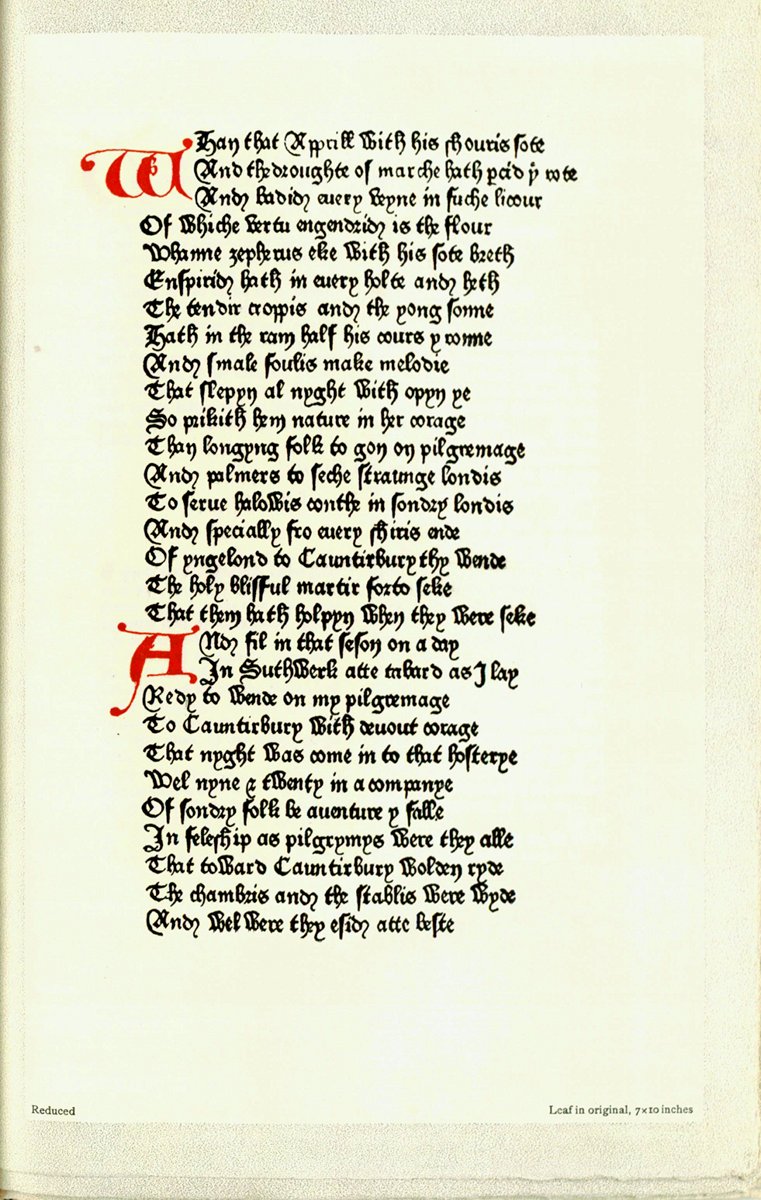 WHan that Apprill with his shouris sote
And the droughte of marche hath ꝑcid þͤ rote
And badid euery veyne in suche licour
Of whiche vertu engendrid is the flour
Whanne zepherus eke with his sote breth
Enspirid hath in euery holte and heth
The tendir croppis and the yong sonne
Hath in the ram half his cours y ronne
And smale foulis make melodie
That slepyn al nyght with opyn ye
So prikith hem nature in her corage
Than longyng folk to gon on pilgremage
And palmers to seche straunge londis
To serue halowis couthe in sondry londis
And specially fro euery shiris ende
Of yngelond to Cauntirbury thy wende
The holy blisful martir forto seke
That them hath holpyn when they were seke
ANd fil in that seson on a day
In Suthwerk atte tabard as I lay
Redy to wende on my pilgremage
To Cauntirbury with deuout corage
That nyght was come in to that hosterye
Wel nyne & twenty in a companye
Of sondry folk be auenture y falle
In feleship as pilgrymys were they alle
That toward Cauntirbury wolden ryde
The chambris and the stablis were wyde
And wel were they esid atte beste
Reduced
Leaf in original, 7×10 inches